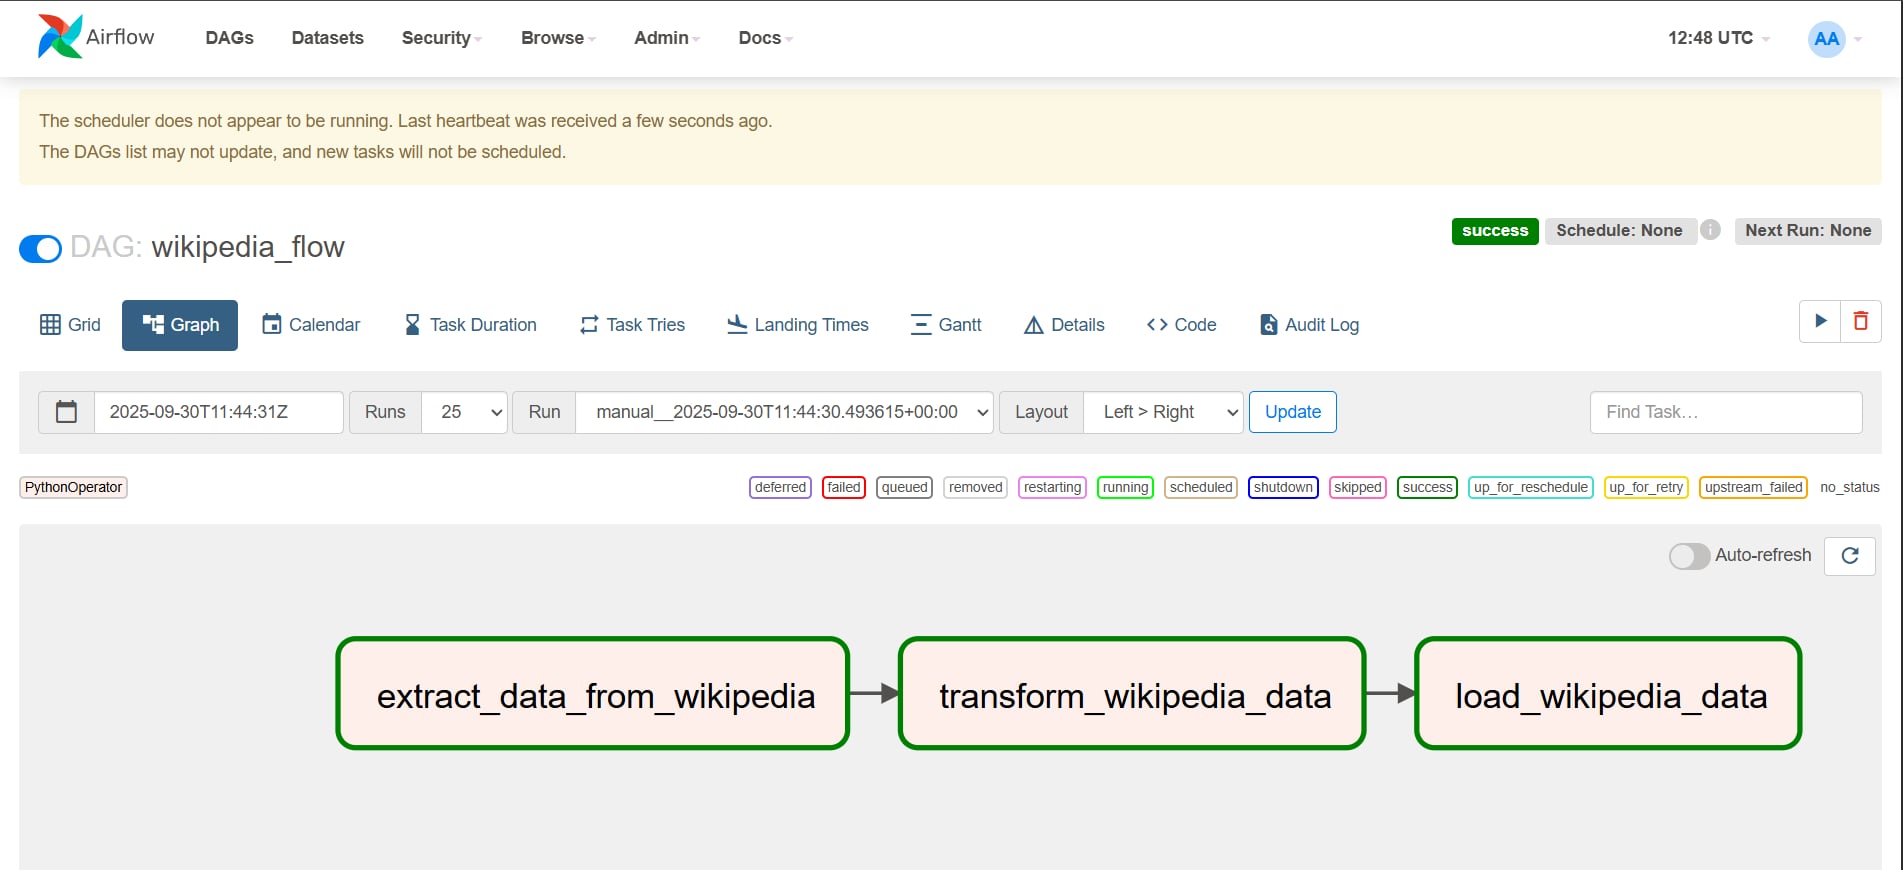 Airflow DAGs Datasets Security Browse Admin Docs 12:48 UTC AA
The scheduler does not appear to be running. Last heartbeat was received a few seconds ago.
The DAGs list may not update, and new tasks will not be scheduled.
success Schedule: None i Next Run: None
DAG: wikipedia_flow
Grid Graph Calendar Task Duration Task Tries Landing Times Gantt Details Code Audit Log
2025-09-30T11:44:31Z Runs 25 Run manual__2025-09-30T11:44:30.493615+00:00 Layout Left > Right Update Find Task…
PythonOperator deferred failed queued removed restarting running scheduled shutdown skipped success up_for_reschedule up_for_retry upstream_failed no_status
Auto-refresh
extract_data_from_wikipedia transform_wikipedia_data load_wikipedia_data